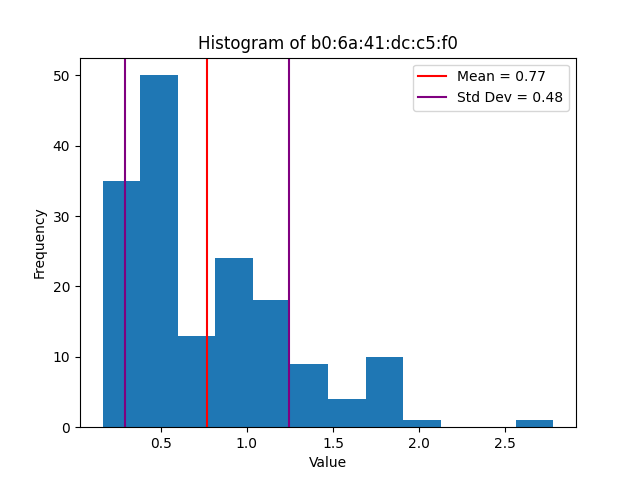 Histogram of b0:6a:41:dc:c5:f0
Mean = 0.77
Std Dev = 0.48
Frequency
50
40
30
20
10
0
0.5 1.0 1.5 2.0 2.5
Value